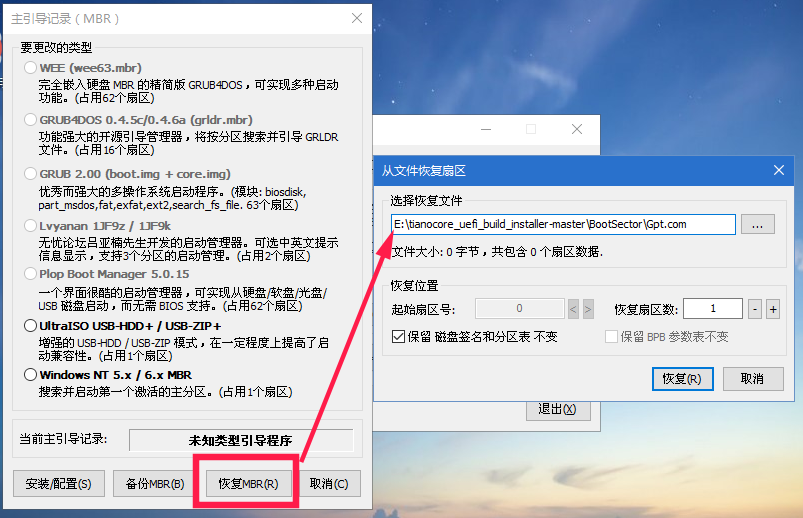 主引导记录 ( MBR )
要更改的类型
WEE (wee63.mbr)
完全嵌入硬盘 MBR 的精简版 GRUB4DOS，可实现多种启动
功能。(占用62个扇区)
GRUB4DOS 0.4.5c/0.4.6a (grldr.mbr)
功能强大的开源引导管理器，将按分区搜索并引导 GRLDR
文件。(占用16个扇区)
GRUB 2.00 (boot.img + core.img)
优秀而强大的多操作系统启动程序。(模块: biosdisk,
part_msdos,fat,exfat,ext2,search_fs_file. 63个扇区)
Lvyanan 1JF9z / 1JF9k
无忧论坛吕亚楠先生开发的启动管理器。可选中英文提示
信息显示，支持3个分区的启动管理。(占用2个扇区)
Plop Boot Manager 5.0.15
一个界面很酷的启动管理器，可实现从硬盘/软盘/光盘/
USB 磁盘启动，而无需 BIOS 支持。(占用62个扇区)
UltraISO USB-HDD+ / USB-ZIP+
增强的 USB-HDD / USB-ZIP 模式，在一定程度上提高了启
动兼容性。(占用1个扇区)
Windows NT 5.x / 6.x MBR
搜索并启动第一个激活的主分区。(占用1个扇区)
当前主引导记录:
未知类型引导程序
安装/配置(S)
备份MBR(B)
恢复MBR(R)
取消(C)
从文件恢复扇区
选择恢复文件
E:\tianocore_uefi_build_installer-master\BootSector\Gpt.com
...
文件大小: 0 字节，共包含 0 个扇区数据.
恢复位置
起始扇区号:
0
<
>
恢复扇区数:
1
-
+
保留 磁盘签名和分区表 不变
保留 BPB 参数表不变
恢复(R)
取消
退出(X)